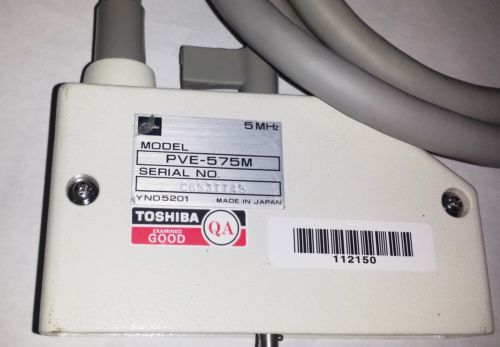 5 MHz
MODEL
PVE-575M
SERIAL NO.
YND5201 MADE IN JAPAN
TOSHIBA
EXAMINED
GOOD
QA
112150